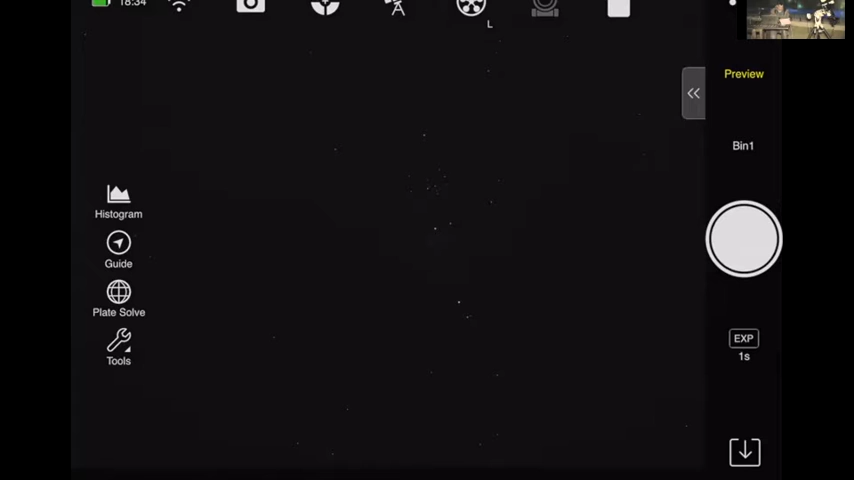 18:34
L
Preview
Bin1
Histogram
Guide
Plate Solve
Tools
EXP
1s